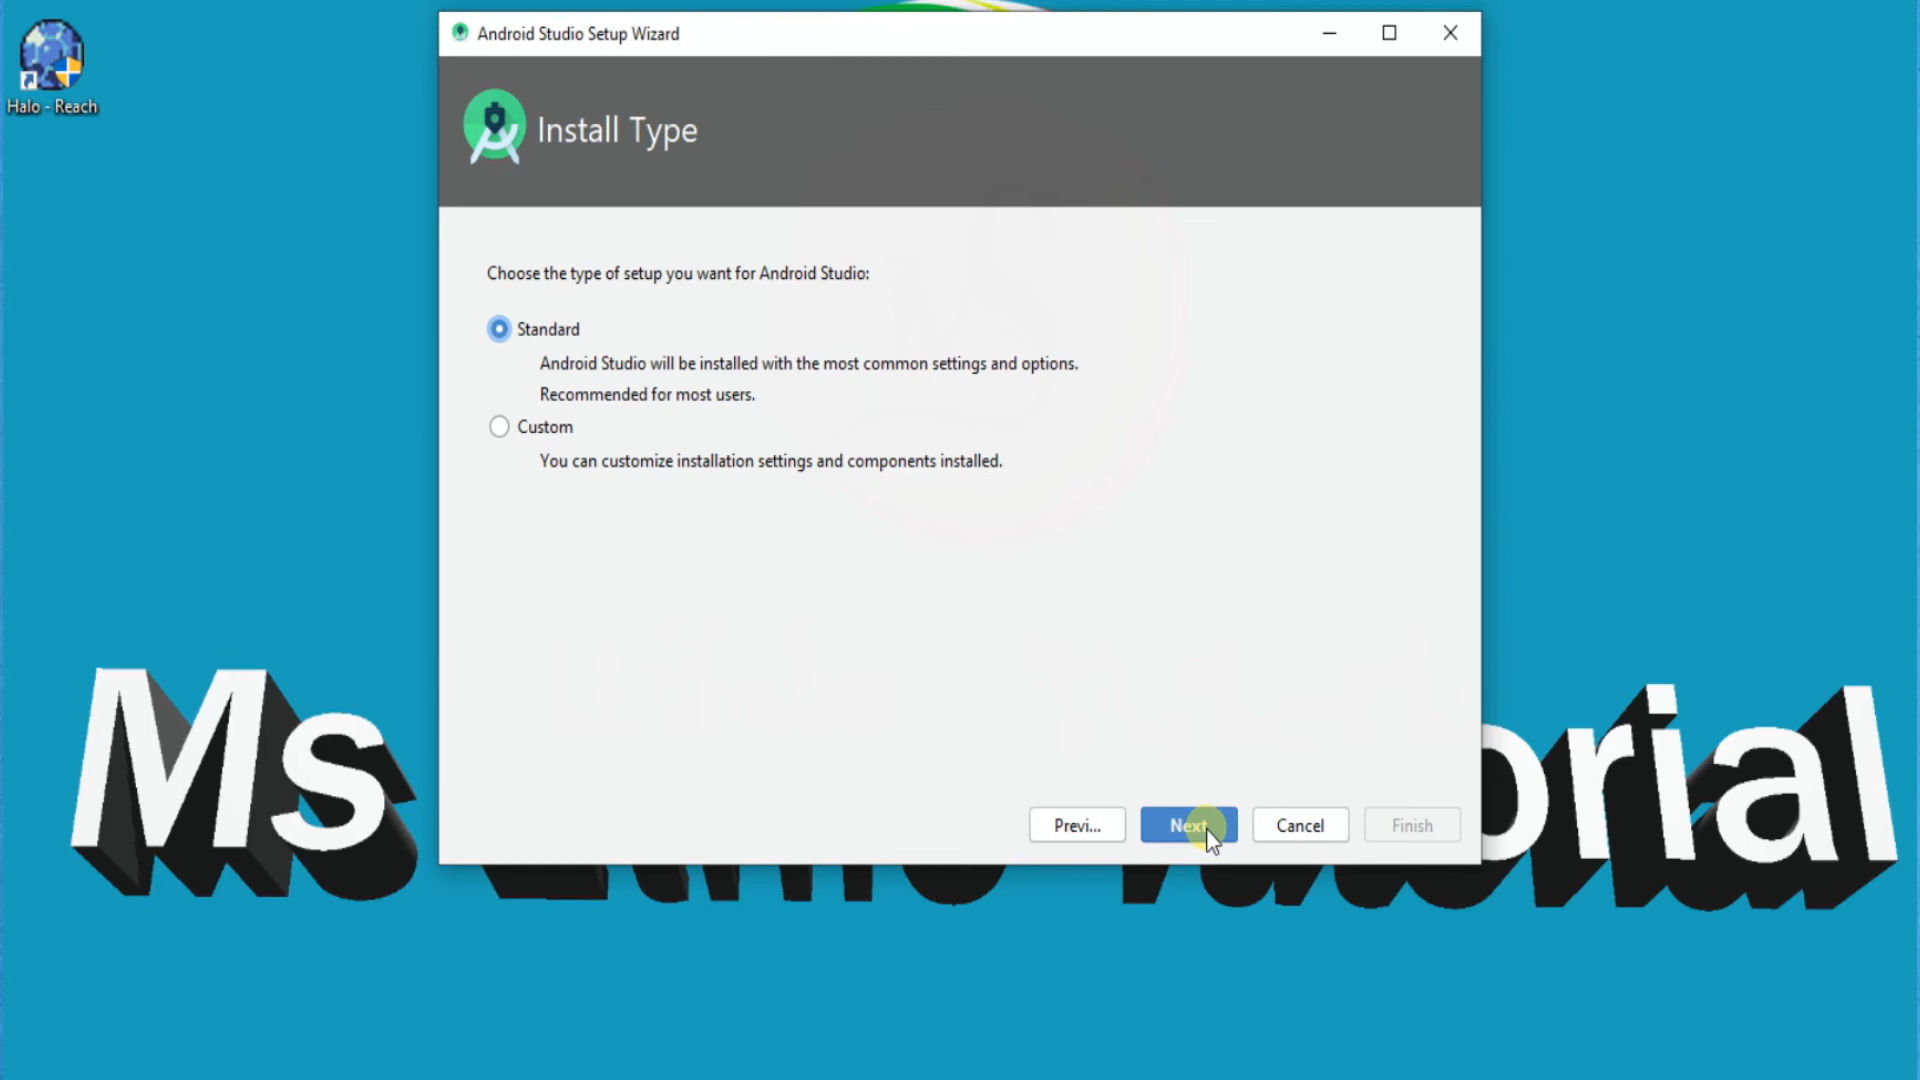 Halo - Reach
Android Studio Setup Wizard
Install Type
Choose the type of setup you want for Android Studio:
Standard
Android Studio will be installed with the most common settings and options.
Recommended for most users.
Custom
You can customize installation settings and components installed.
Previ...
Next
Cancel
Finish
Ms
orial